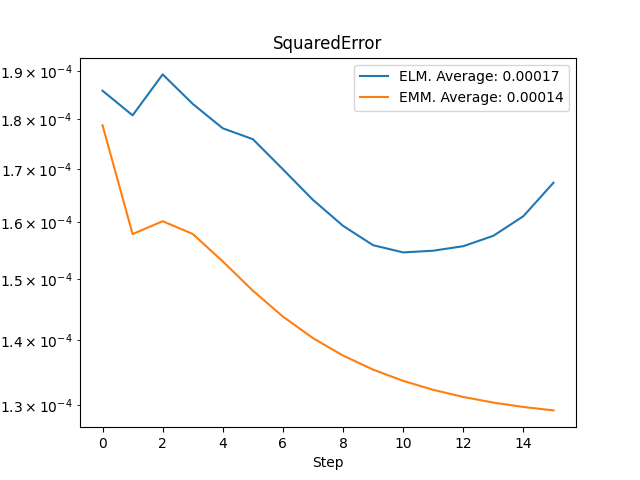 SquaredError
ELM. Average: 0.00017
EMM. Average: 0.00014
1.9 × 10⁻⁴
1.8 × 10⁻⁴
1.7 × 10⁻⁴
1.6 × 10⁻⁴
1.5 × 10⁻⁴
1.4 × 10⁻⁴
1.3 × 10⁻⁴
0 2 4 6 8 10 12 14
Step